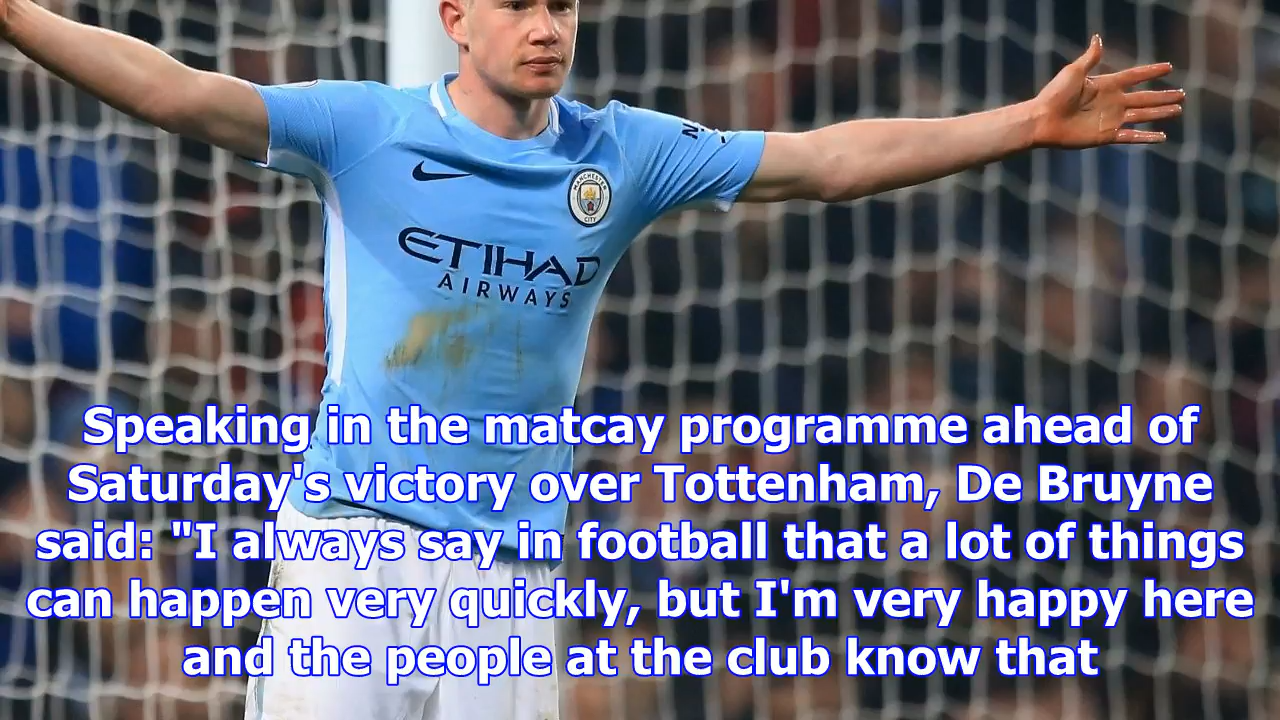 MANCHESTER
CITY
ETIHAD
AIRWAYS
Speaking in the matcay programme ahead of
Saturday's victory over Tottenham, De Bruyne
said: "I always say in football that a lot of things
can happen very quickly, but I'm very happy here
and the people at the club know that